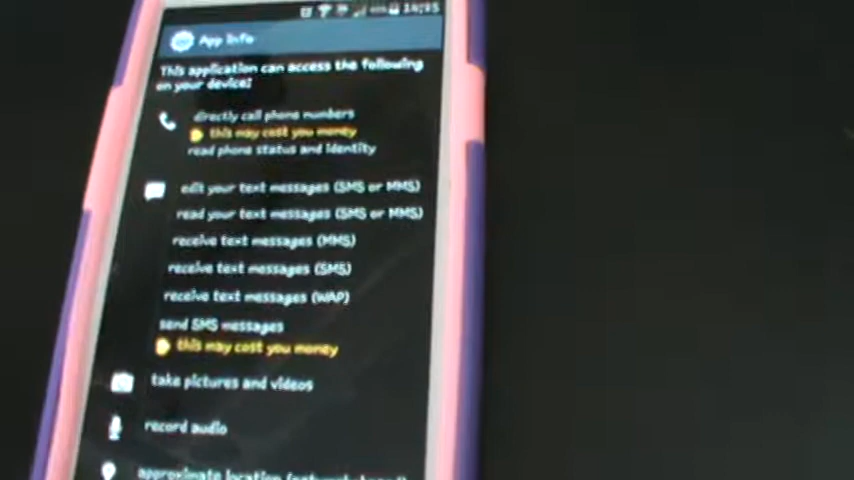 App Info
This application can access the following
on your device:
directly call phone numbers
this may cost you money
read phone status and identity
edit your text messages (SMS or MMS)
read your text messages (SMS or MMS)
receive text messages (MMS)
receive text messages (SMS)
receive text messages (WAP)
send SMS messages
this may cost you money
take pictures and videos
record audio
approximate location